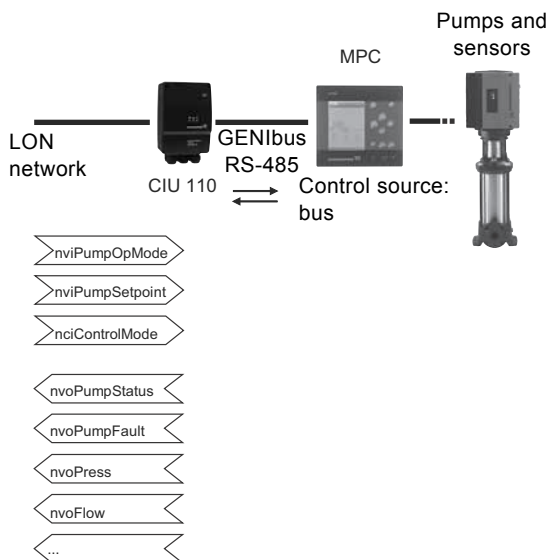 Pumps and
sensors
MPC
LON
network
GENIbus
RS-485
CIU 110
Control source:
bus
nviPumpOpMode
nviPumpSetpoint
nciControlMode
nvoPumpStatus
nvoPumpFault
nvoPress
nvoFlow
...